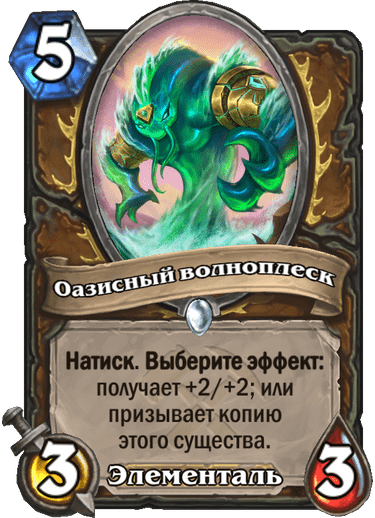 5
Оазисный волноплеск
Натиск. Выберите эффект:
получает +2/+2; или
призывает копию
этого существа.
3
Элементаль
3